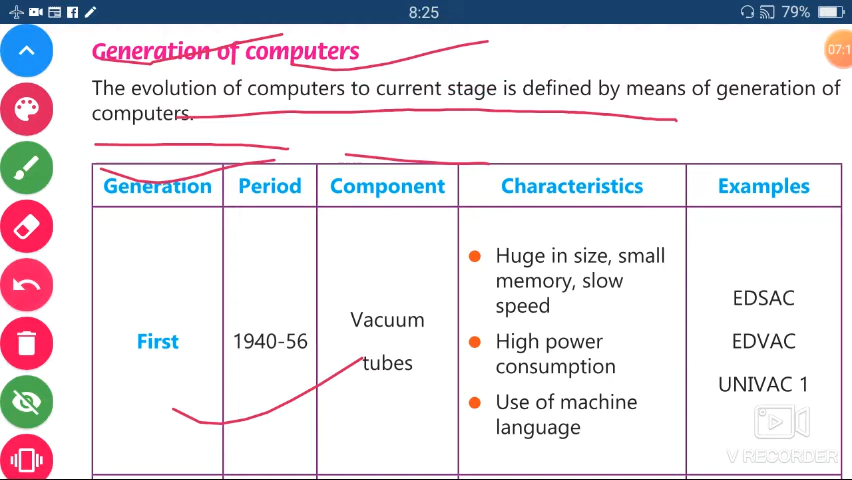 8:25
79%
07:1
Generation of computers
The evolution of computers to current stage is defined by means of generation of
computers.
Generation Period Component Characteristics Examples
First
1940-56
Vacuum
tubes
Huge in size, small
memory, slow
speed
High power
consumption
Use of machine
language
EDSAC
EDVAC
UNIVAC 1
V RECORDER